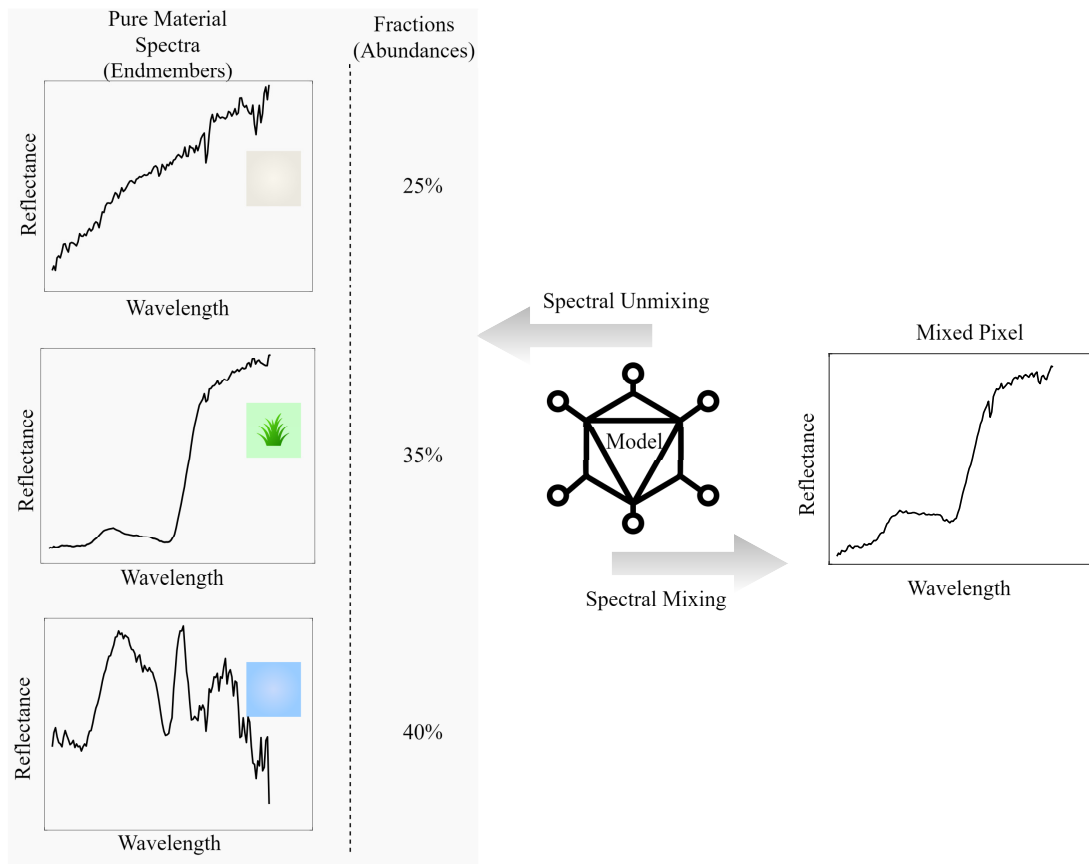 Pure Material
Spectra
(Endmembers)
Fractions
(Abundances)
Reflectance
Wavelength
25%
Reflectance
Wavelength
35%
Reflectance
Wavelength
40%
Spectral Unmixing
Model
Spectral Mixing
Mixed Pixel
Reflectance
Wavelength